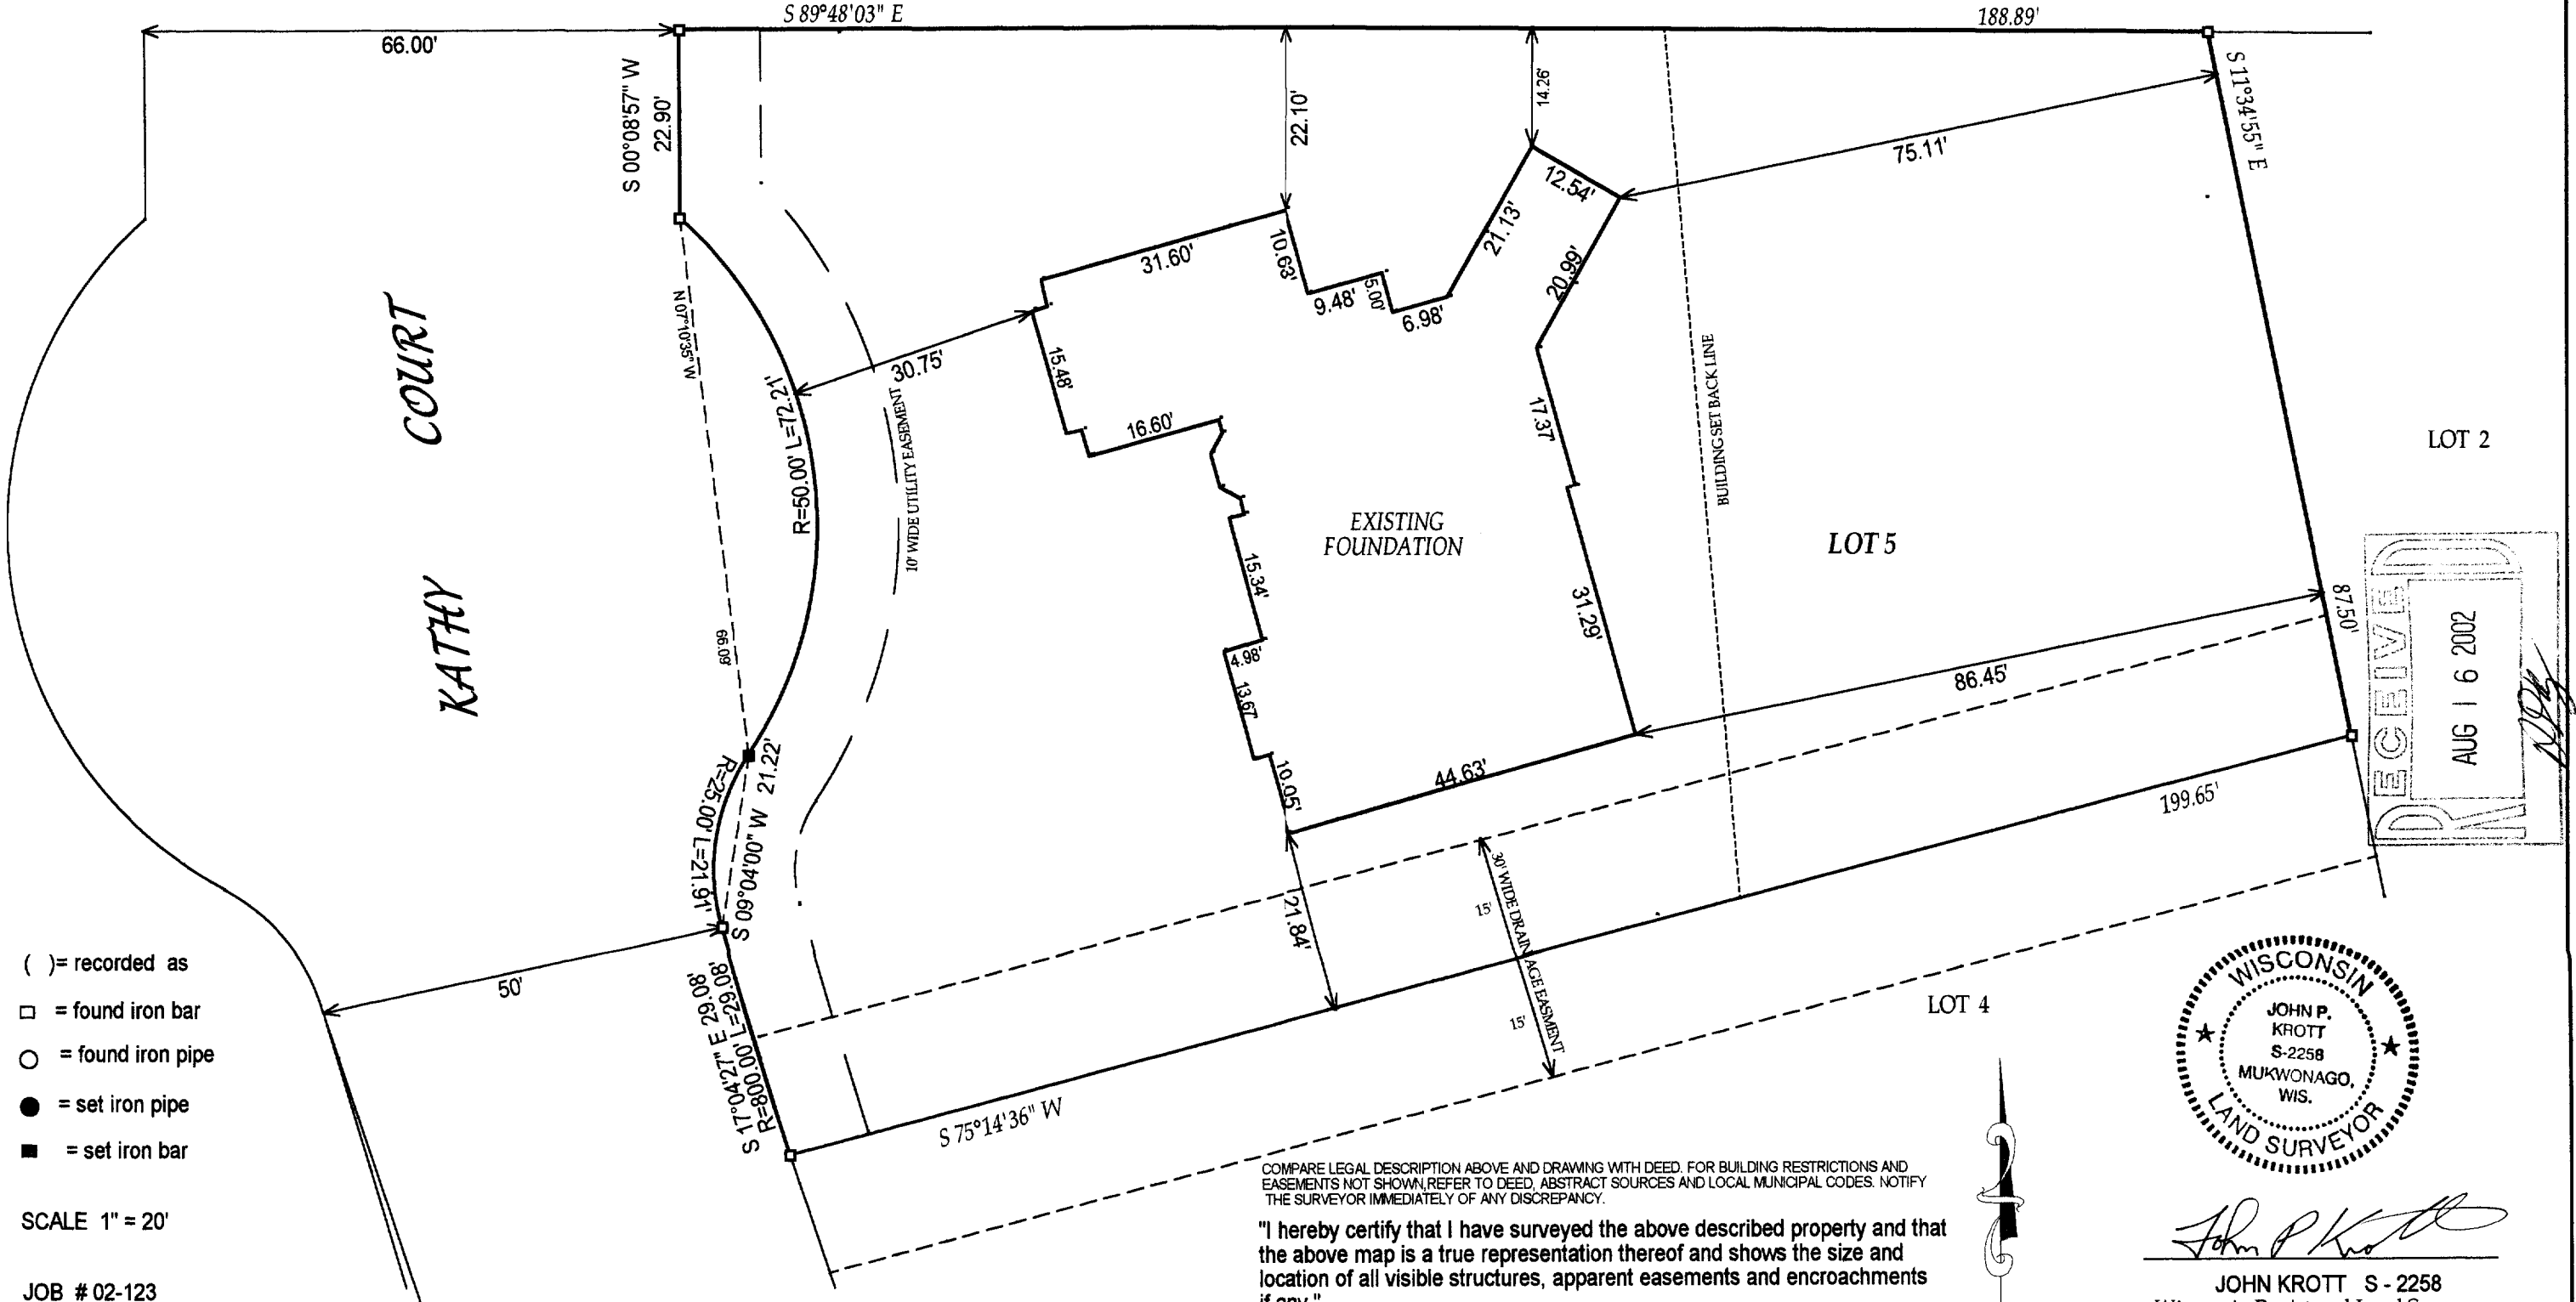 S 89°48'03" E
188.89'
66.00'
S 00°08'57" W
22.90'
22.10'
14.26'
S 11°34'55" E
75.11'
12.54'
21.13'
20.99'
10.63'
31.60'
9.48'
5.00'
6.98'
N 07°10'35" W
66.09'
R=50.00' L=72.21'
30.75'
10' WIDE UTILITY EASEMENT
15.48'
16.60'
17.37'
BUILDING SET BACK LINE
LOT 2
KATHY COURT
EXISTING
FOUNDATION
LOT 5
15.34'
31.29'
4.98'
13.67'
10.05'
44.63'
86.45'
87.50'
RECEIVED
AUG 16 2002
199.65'
R=25.00' L=21.91'
S 09°04'00" W 21.22'
21.84'
30' WIDE DRAINAGE EASMENT
15'
15'
50'
S 17°04'27" E 29.08'
R=800.00' L=29.08'
S 75°14'36" W
LOT 4
( )= recorded as
= found iron bar
= found iron pipe
= set iron pipe
= set iron bar
SCALE 1" = 20'
JOB # 02-123
COMPARE LEGAL DESCRIPTION ABOVE AND DRAWING WITH DEED. FOR BUILDING RESTRICTIONS AND
EASEMENTS NOT SHOWN,REFER TO DEED, ABSTRACT SOURCES AND LOCAL MUNICIPAL CODES. NOTIFY
THE SURVEYOR IMMEDIATELY OF ANY DISCREPANCY.
"I hereby certify that I have surveyed the above described property and that
the above map is a true representation thereof and shows the size and
location of all visible structures, apparent easements and encroachments
if any."
WISCONSIN
JOHN P.
KROTT
S-2258
MUKWONAGO,
WIS.
LAND SURVEYOR
John P Krott
JOHN KROTT S - 2258